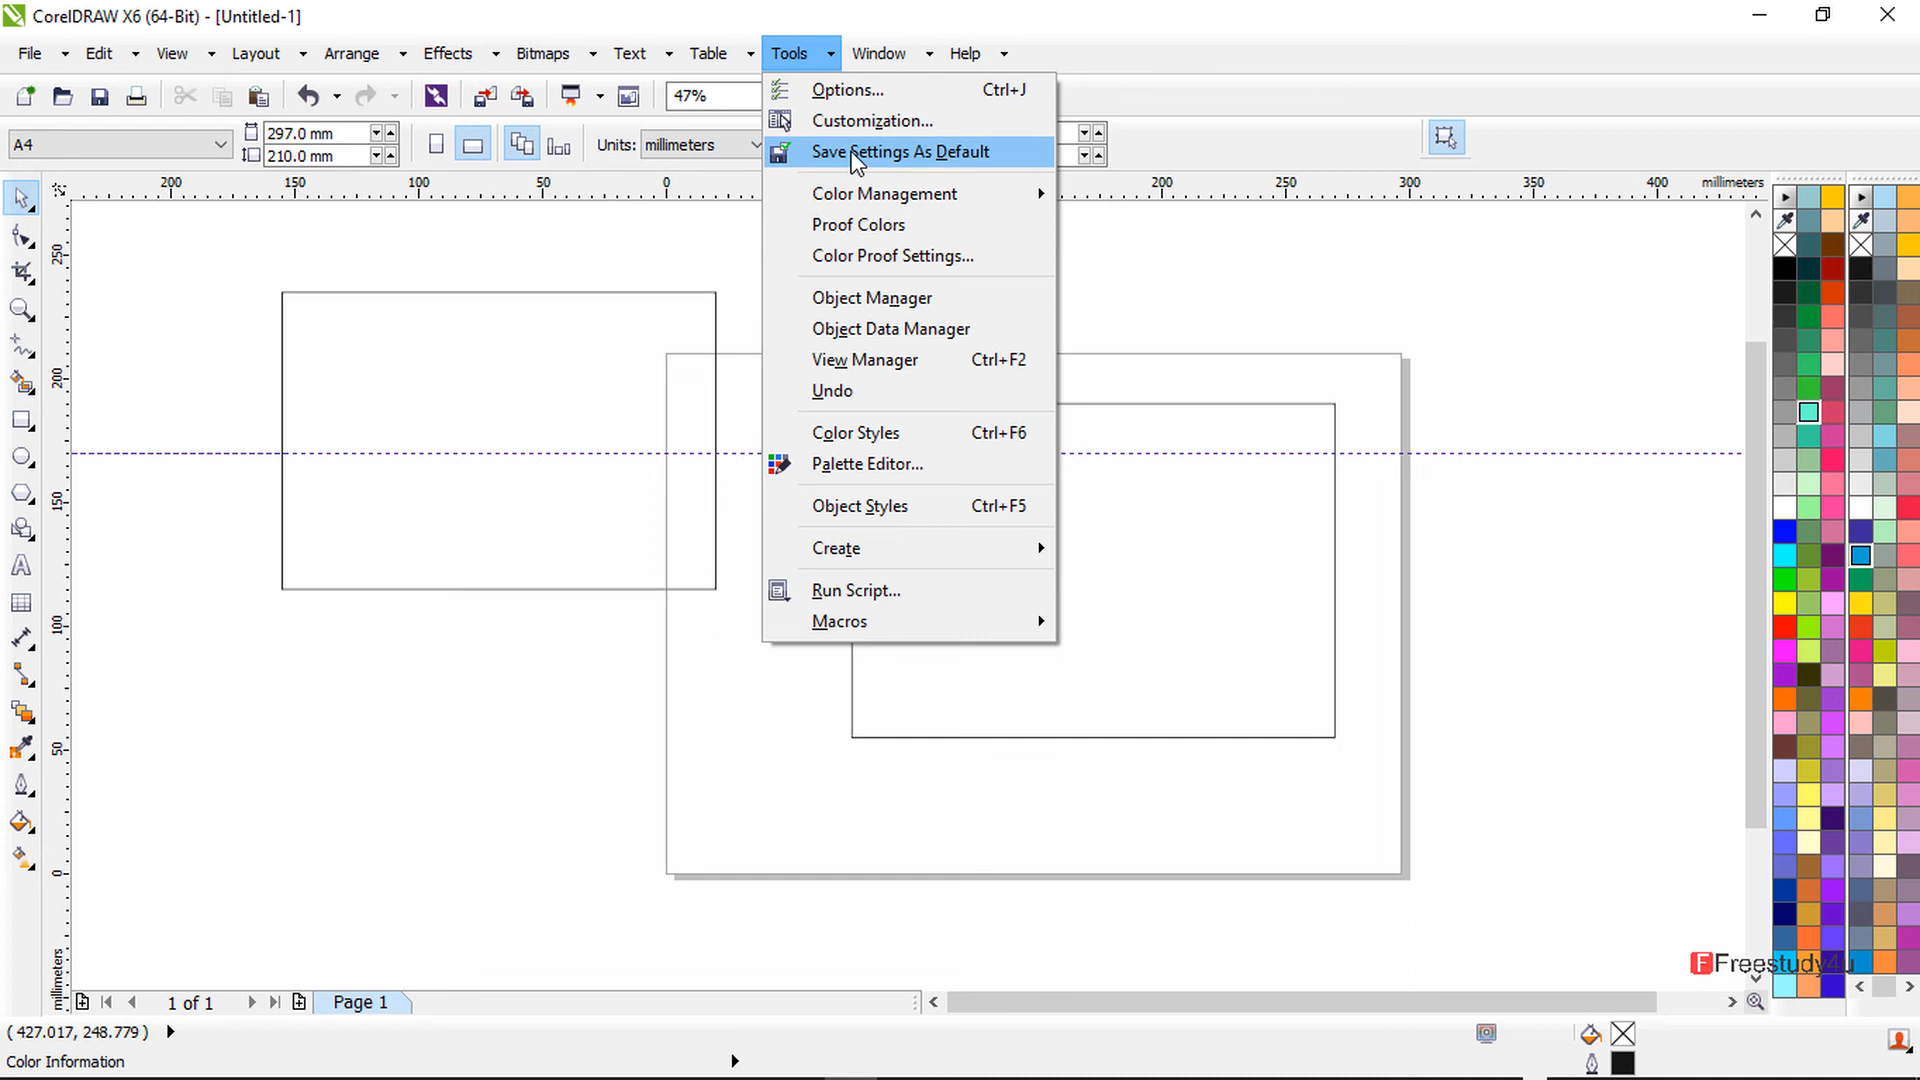 CorelDRAW X6 (64-Bit) - [Untitled-1]
File Edit View Layout Arrange Effects Bitmaps Text Table Tools Window Help
47%
A4
297.0 mm
210.0 mm
Units: millimeters
Options... Ctrl+J
Customization...
Save Settings As Default
Color Management
Proof Colors
Color Proof Settings...
Object Manager
Object Data Manager
View Manager Ctrl+F2
Undo
Color Styles Ctrl+F6
Palette Editor...
Object Styles Ctrl+F5
Create
Run Script...
Macros
200 150 100 50 0 200 250 300 350 400 millimeters
250
200
150
100
50
0
millimeters
Freestudy4u
1 of 1 Page 1
( 427.017, 248.779 )
Color Information